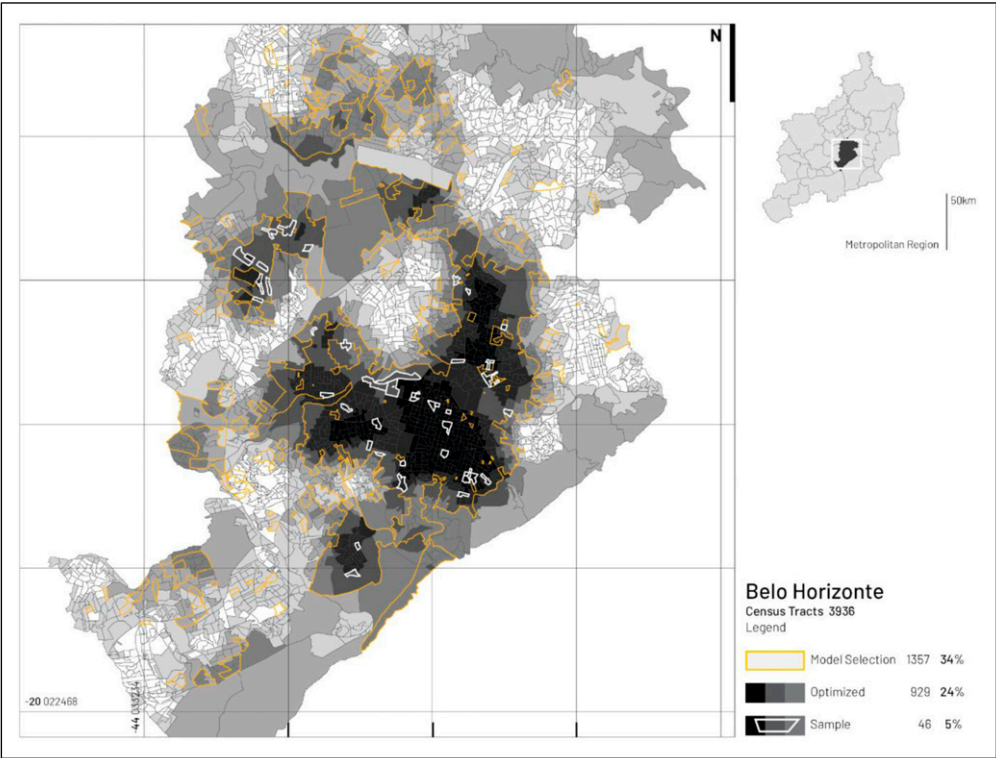 N
50km
Metropolitan Region
Belo Horizonte
Census Tracts 3936
Legend
Model Selection 1357 34%
Optimized 929 24%
Sample 46 5%
-20 022468
-44